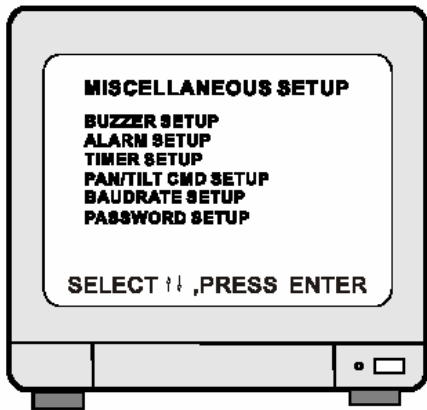 MISCELLANEOUS SETUP
BUZZER SETUP
ALARM SETUP
TIMER SETUP
PAN/TILT CMD SETUP
BAUDRATE SETUP
PASSWORD SETUP
SELECT ↑↓ ,PRESS ENTER